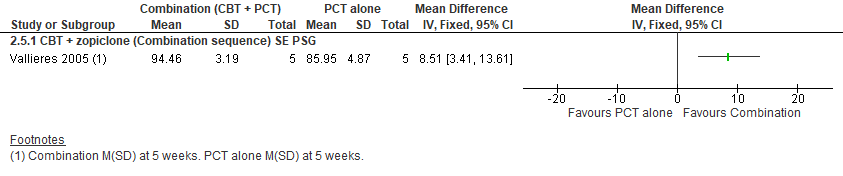 Combination (CBT + PCT) PCT alone Mean Difference Mean Difference
Study or Subgroup Mean SD Total Mean SD Total IV, Fixed, 95% CI IV, Fixed, 95% CI
2.5.1 CBT + zopiclone (Combination sequence) SE PSG
Vallieres 2005 (1) 94.46 3.19 5 85.95 4.87 5 8.51 [3.41, 13.61]
-20 -10 0 10 20
Favours PCT alone Favours Combination
Footnotes
(1) Combination M(SD) at 5 weeks. PCT alone M(SD) at 5 weeks.